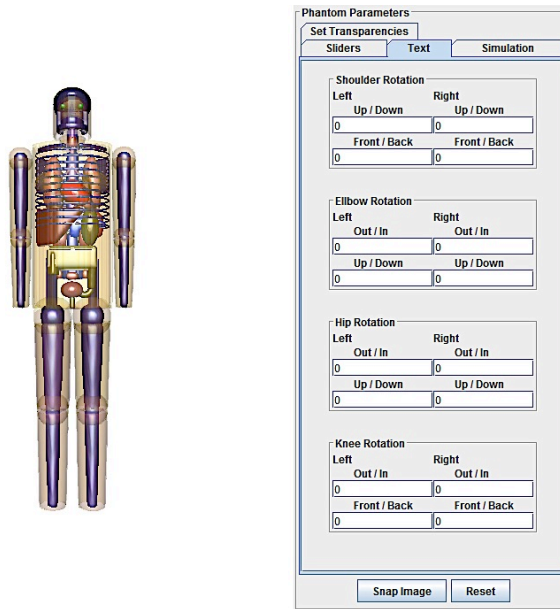 Phantom Parameters
Set Transparencies
Sliders Text Simulation
Shoulder Rotation
Left Right
Up / Down Up / Down
0 0
Front / Back Front / Back
0 0
Ellbow Rotation
Left Right
Out / In Out / In
0 0
Up / Down Up / Down
0 0
Hip Rotation
Left Right
Out / In Out / In
0 0
Up / Down Up / Down
0 0
Knee Rotation
Left Right
Out / In Out / In
0 0
Front / Back Front / Back
0 0
Snap Image Reset